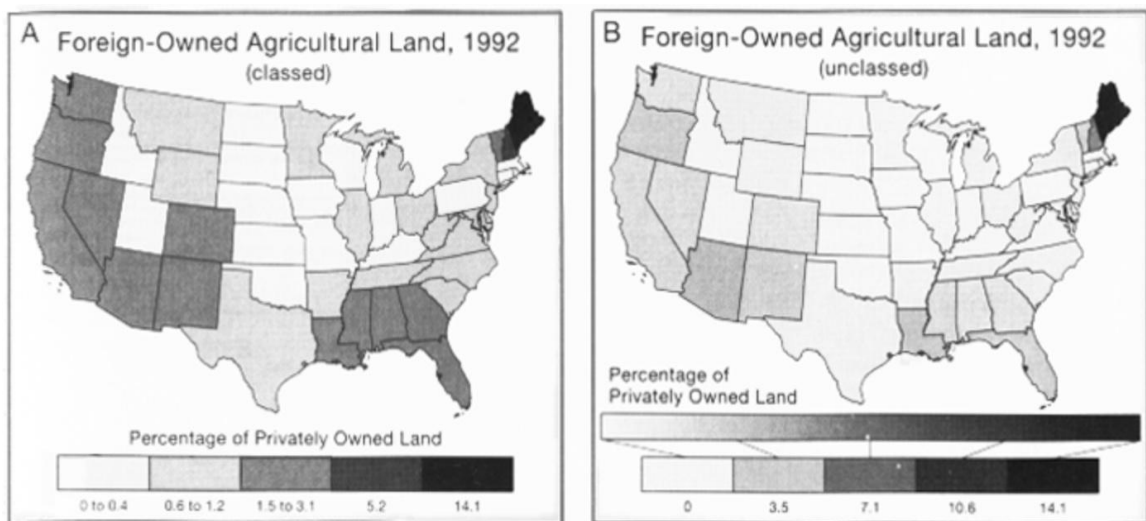 A
Foreign-Owned Agricultural Land, 1992
(classed)
Percentage of Privately Owned Land
0 to 0.4 0.6 to 1.2 1.5 to 3.1 5.2 14.1
B
Foreign-Owned Agricultural Land, 1992
(unclassed)
Percentage of
Privately Owned Land
0 3.5 7.1 10.6 14.1